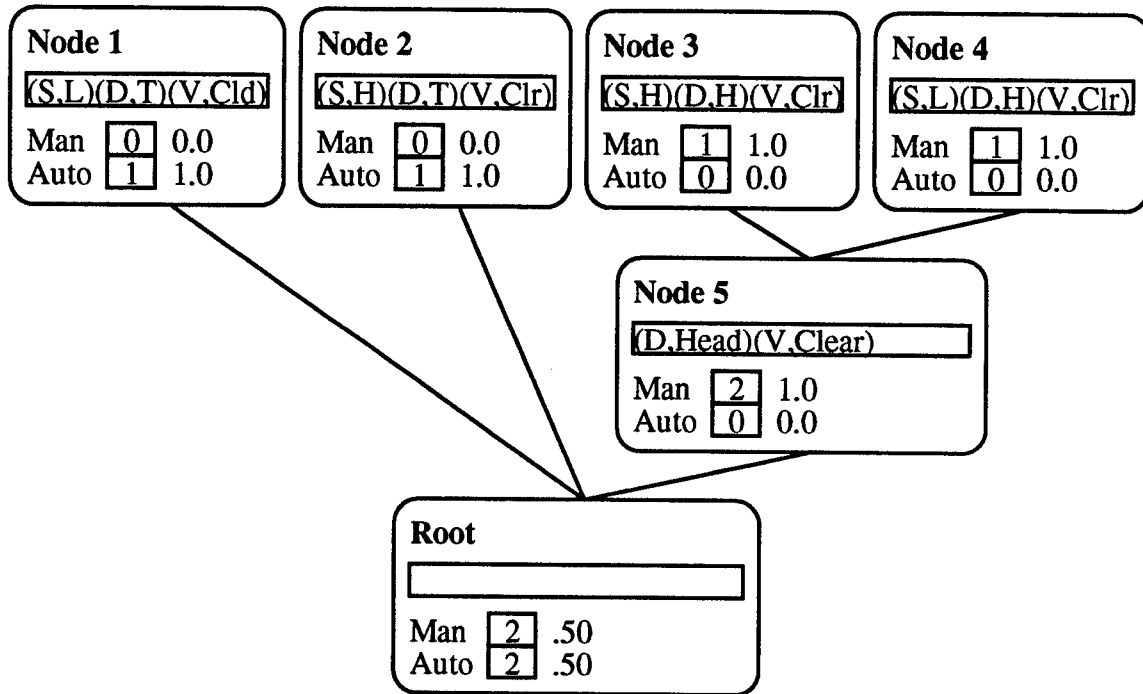 Node 1
(S,L)(D,T)(V,Cld)
Man 0 0.0
Auto 1 1.0
Node 2
(S,H)(D,T)(V,Clr)
Man 0 0.0
Auto 1 1.0
Node 3
(S,H)(D,H)(V,Clr)
Man 1 1.0
Auto 0 0.0
Node 4
(S,L)(D,H)(V,Clr)
Man 1 1.0
Auto 0 0.0
Node 5
(D,Head)(V,Clear)
Man 2 1.0
Auto 0 0.0
Root
Man 2 .50
Auto 2 .50